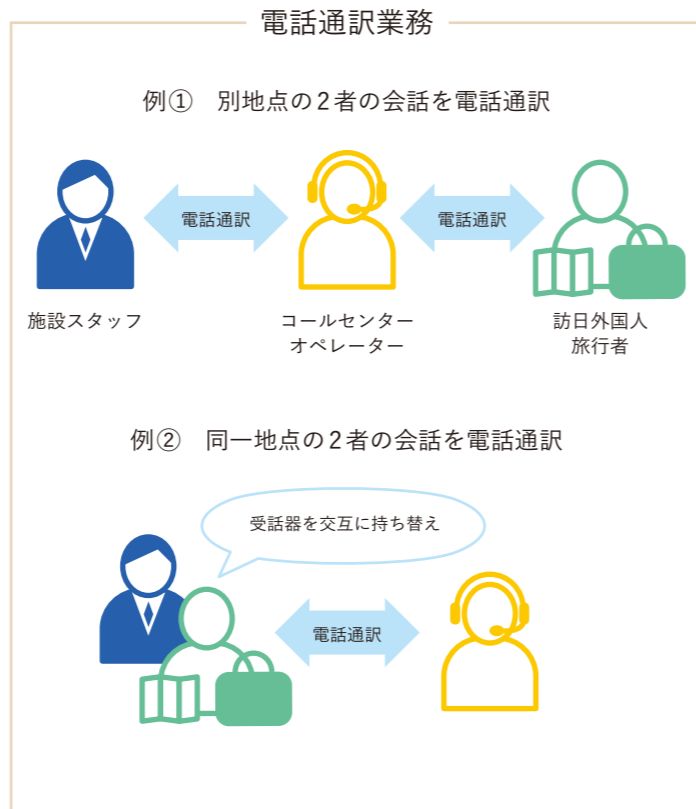 電話通訳業務
例① 別地点の2者の会話を電話通訳
電話通訳
電話通訳
施設スタッフ
コールセンター
オペレーター
訪日外国人
旅行者
例② 同一地点の2者の会話を電話通訳
受話器を交互に持ち替え
電話通訳